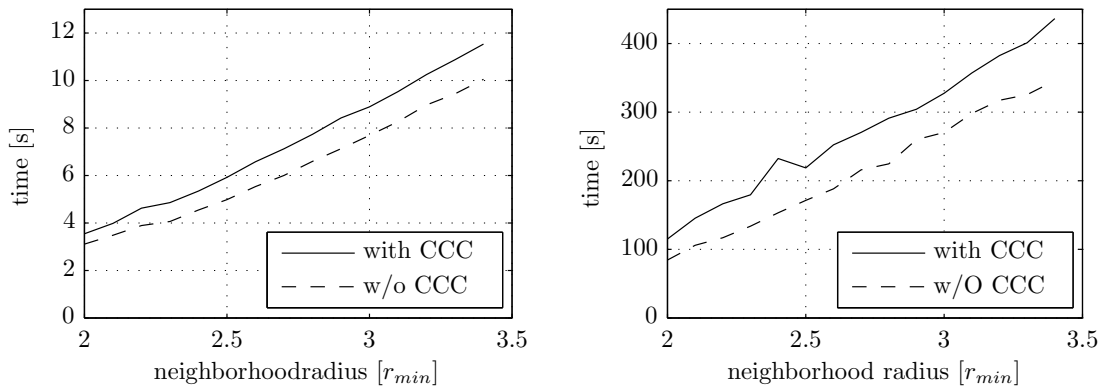 12
10
8
6
4
2
0
time [s]
2
2.5
3
3.5
neighborhoodradius [r_min]
with CCC
w/o CCC
400
300
200
100
0
time [s]
2
2.5
3
3.5
neighborhood radius [r_min]
with CCC
w/O CCC